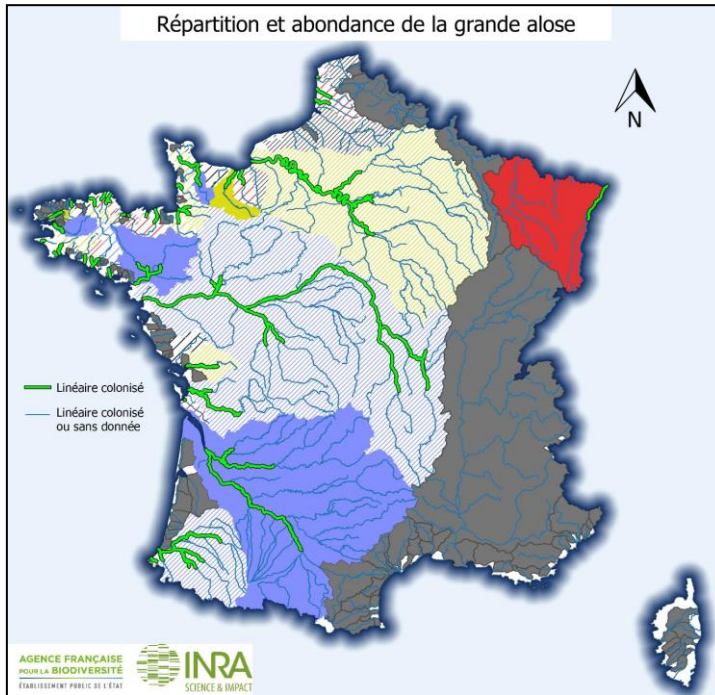 Répartition et abondance de la grande alose
N
Linéaire colonisé
Linéaire colonisé
ou sans donnée
AGENCE FRANÇAISE
POUR LA BIODIVERSITÉ
ÉTABLISSEMENT PUBLIC DE L'ÉTAT
INRA
SCIENCE & IMPACT